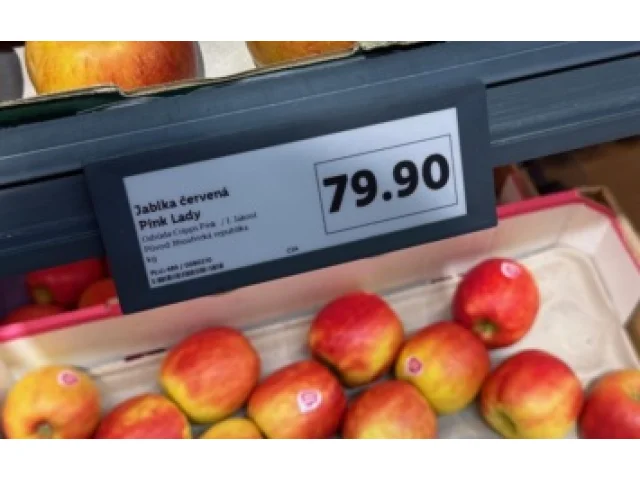 Jablka červená
Pink Lady
79.90
Odrůda Cripps Pink / I. Jakost
Původ: Jihoafrická republika
kg